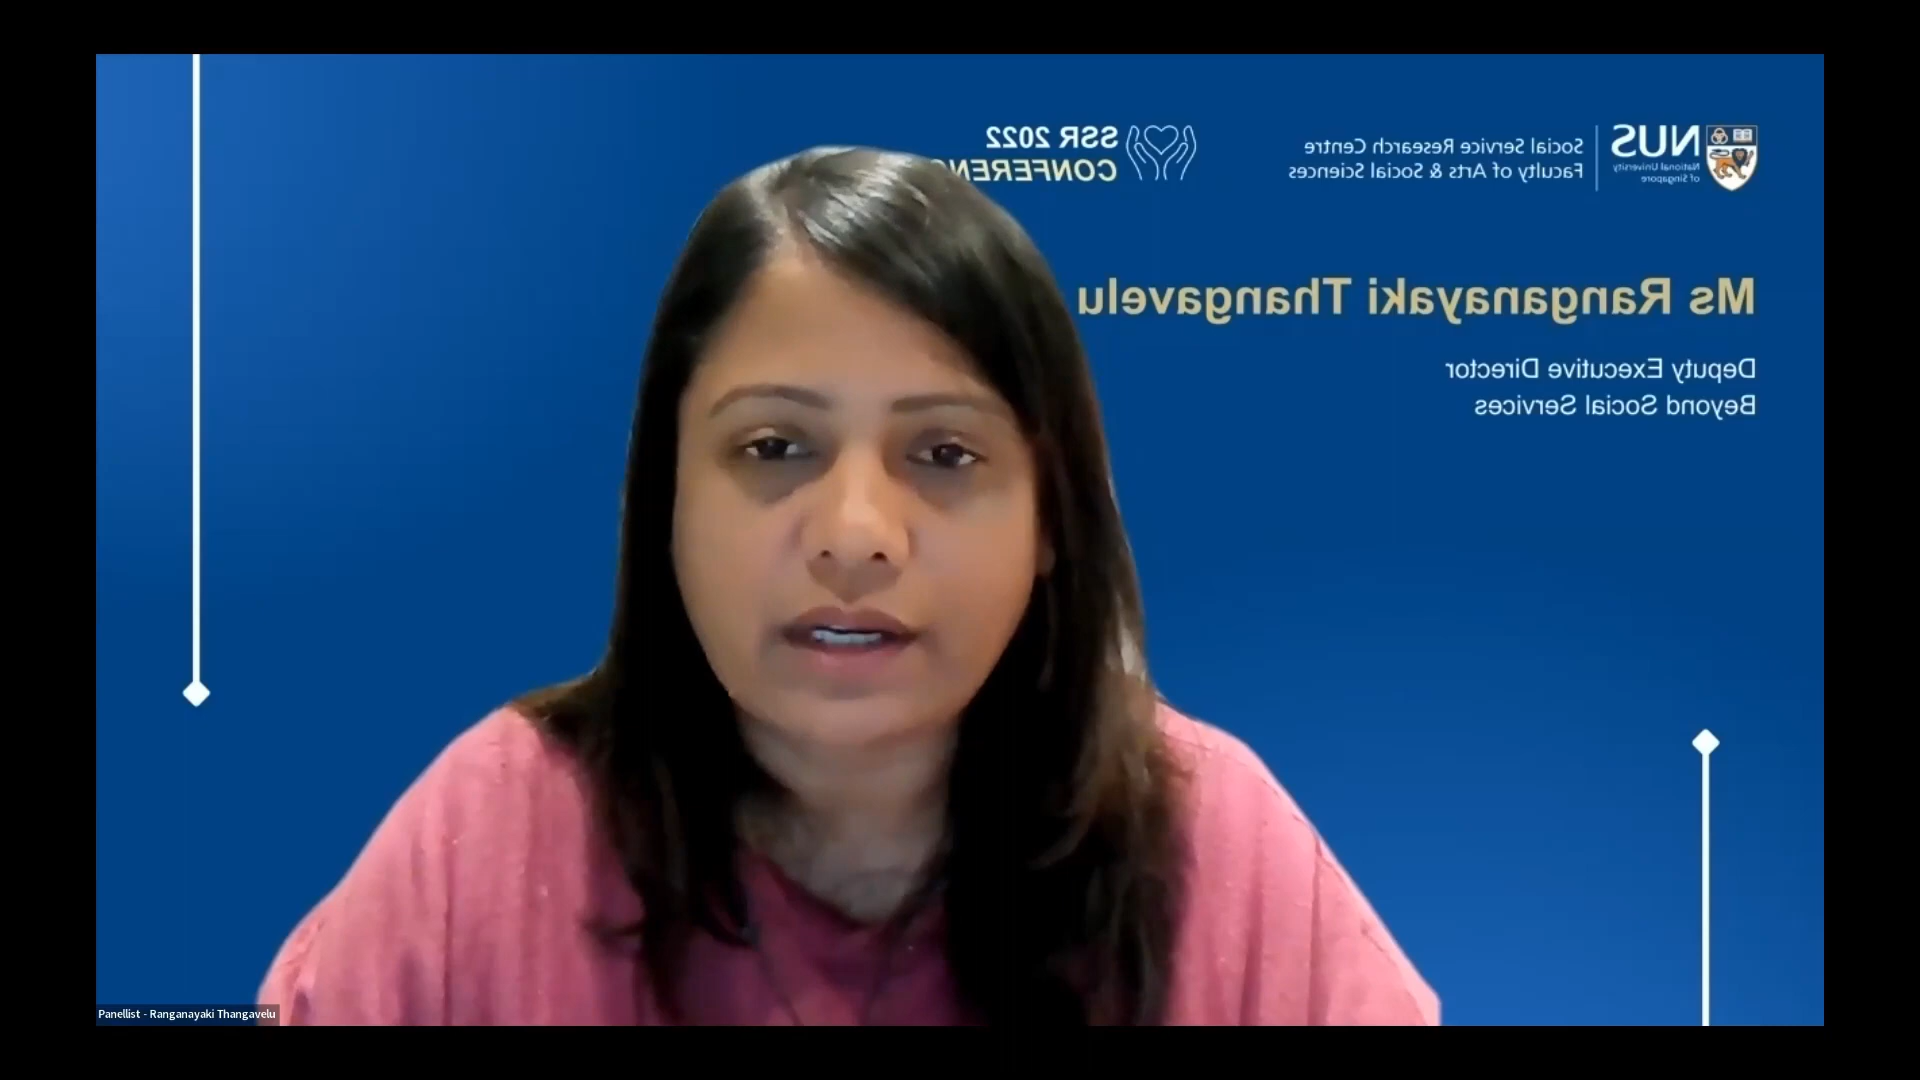 NUS
National University
of Singapore
Social Service Research Centre
Faculty of Arts & Social Sciences
SSR 2022
CONFEREN
Ms Ranganayaki Thangavelu
Deputy Executive Director
Beyond Social Services
Panellist - Ranganayaki Thangavelu